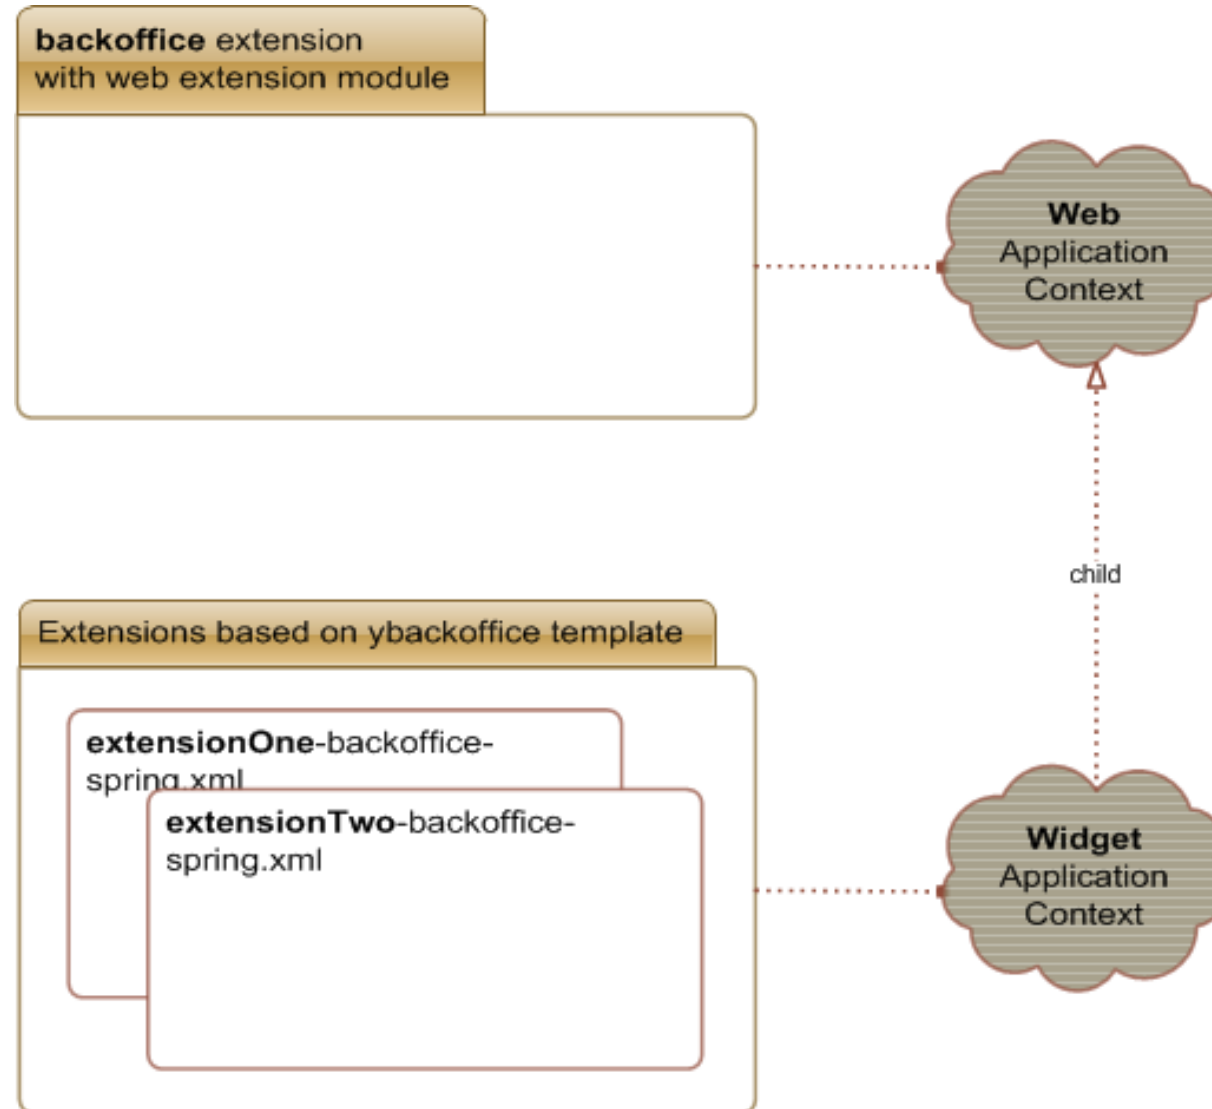 backoffice extension
with web extension module
Web
Application
Context
child
Extensions based on ybackoffice template
extensionOne-backoffice-
spring.xml
extensionTwo-backoffice-
spring.xml
Widget
Application
Context